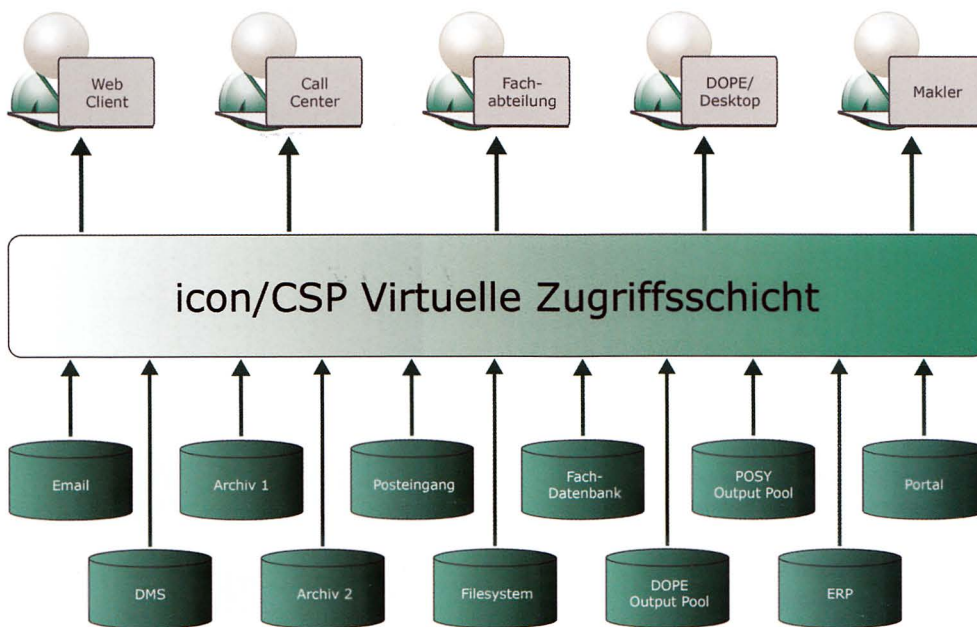 Web
Client
Call
Center
Fach-
abteilung
DOPE/
Desktop
Makler
icon/CSP Virtuelle Zugriffsschicht
Email
Archiv 1
Posteingang
Fach-
Datenbank
POSY
Output Pool
Portal
DMS
Archiv 2
Filesystem
DOPE
Output Pool
ERP